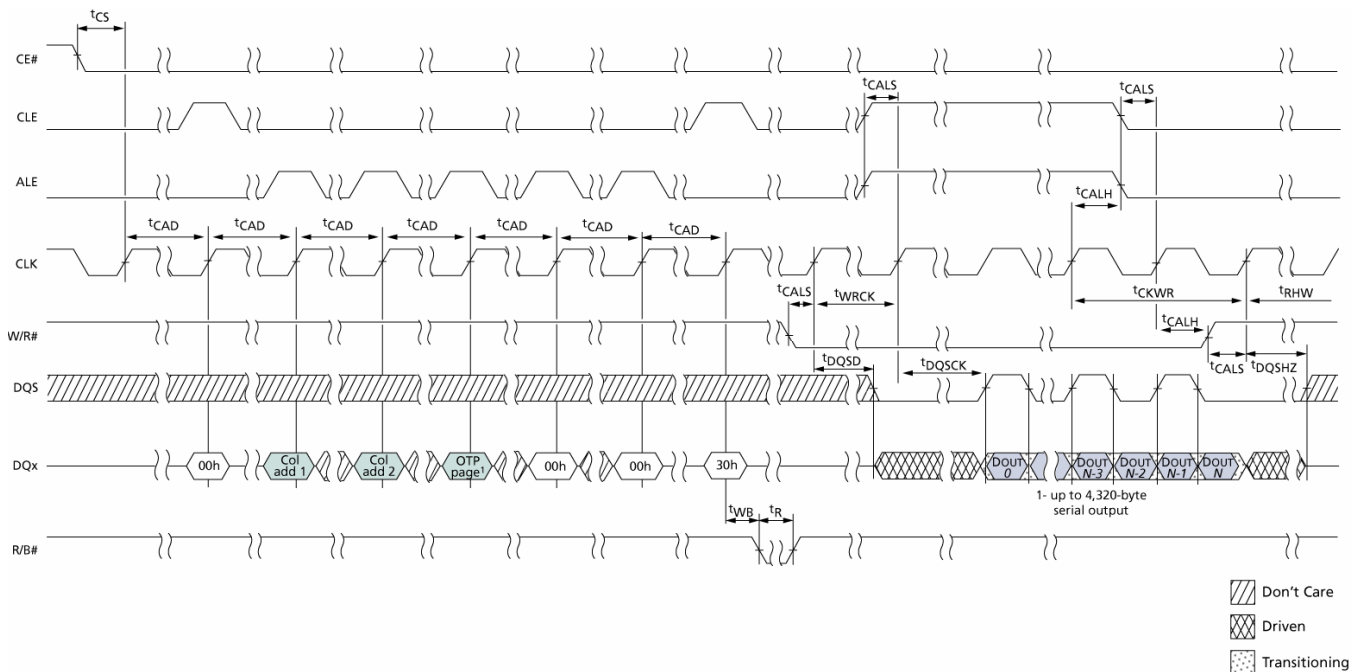 tCS
CE#
tCALS
tCALS
CLE
ALE
tCALH
tCAD
tCAD
tCAD
tCAD
tCAD
tCAD
tCAD
CLK
tCALS
tWRCK
tCKWR
tRHW
tCALH
W/R#
tDQSD
tDQSCK
tCALS
tDQSHZ
DQS
DQx
00h
Col add 1
Col add 2
OTP page1
00h
00h
30h
DOUT 0
DOUT N-3
DOUT N-2
DOUT N-1
DOUT N
1- up to 4,320-byte
serial output
tWB
tR
R/B#
Don't Care
Driven
Transitioning